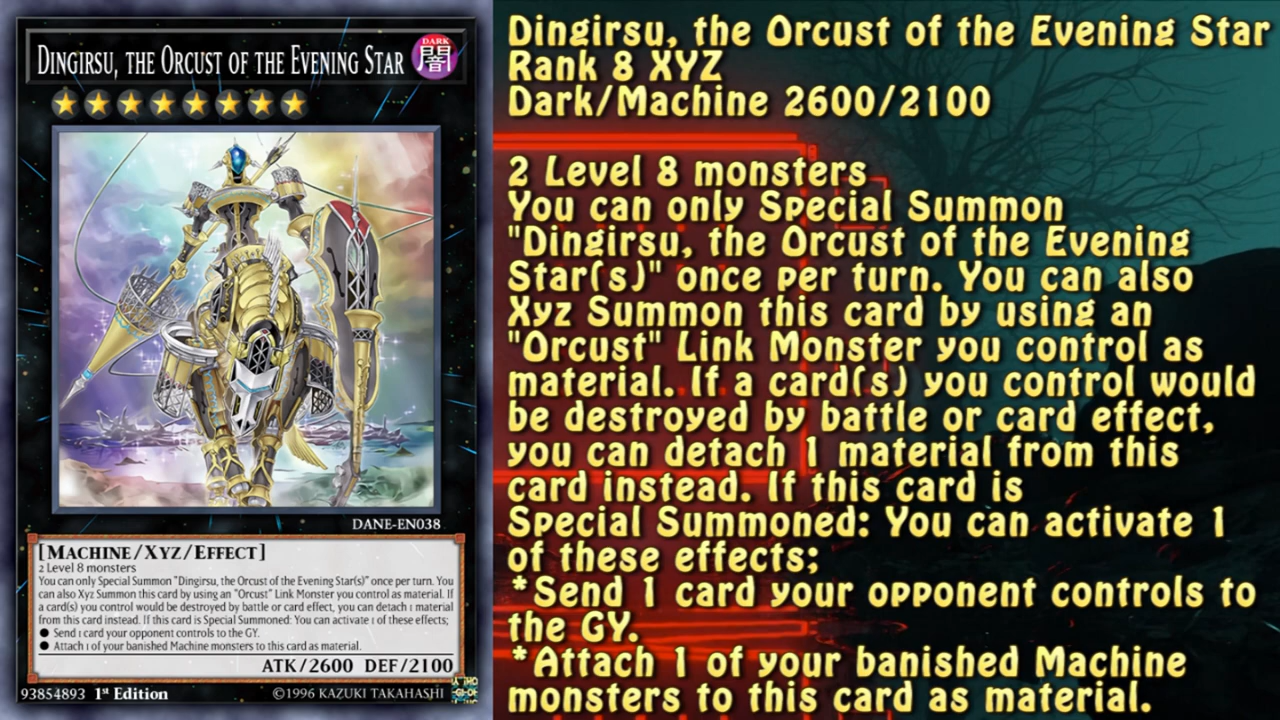 DINGIRSU, THE ORCUST OF THE EVENING STAR
DARK
闇
DANE-EN038
[MACHINE/XYZ/EFFECT]
2 Level 8 monsters
You can only Special Summon "Dingirsu, the Orcust of the Evening Star(s)" once per turn. You
can also Xyz Summon this card by using an "Orcust" Link Monster you control as material. If
a card(s) you control would be destroyed by battle or card effect, you can detach 1 material
from this card instead. If this card is Special Summoned: You can activate 1 of these effects;
● Send 1 card your opponent controls to the GY.
● Attach 1 of your banished Machine monsters to this card as material.
ATK/2600 DEF/2100
93854893 1st Edition ©1996 KAZUKI TAKAHASHI
Dingirsu, the Orcust of the Evening Star
Rank 8 XYZ
Dark/Machine 2600/2100
2 Level 8 monsters
You can only Special Summon
"Dingirsu, the Orcust of the Evening
Star(s)" once per turn. You can also
Xyz Summon this card by using an
"Orcust" Link Monster you control as
material. If a card(s) you control would
be destroyed by battle or card effect,
you can detach 1 material from this
card instead. If this card is
Special Summoned: You can activate 1
of these effects;
*Send 1 card your opponent controls to
the GY.
*Attach 1 of your banished Machine
monsters to this card as material.